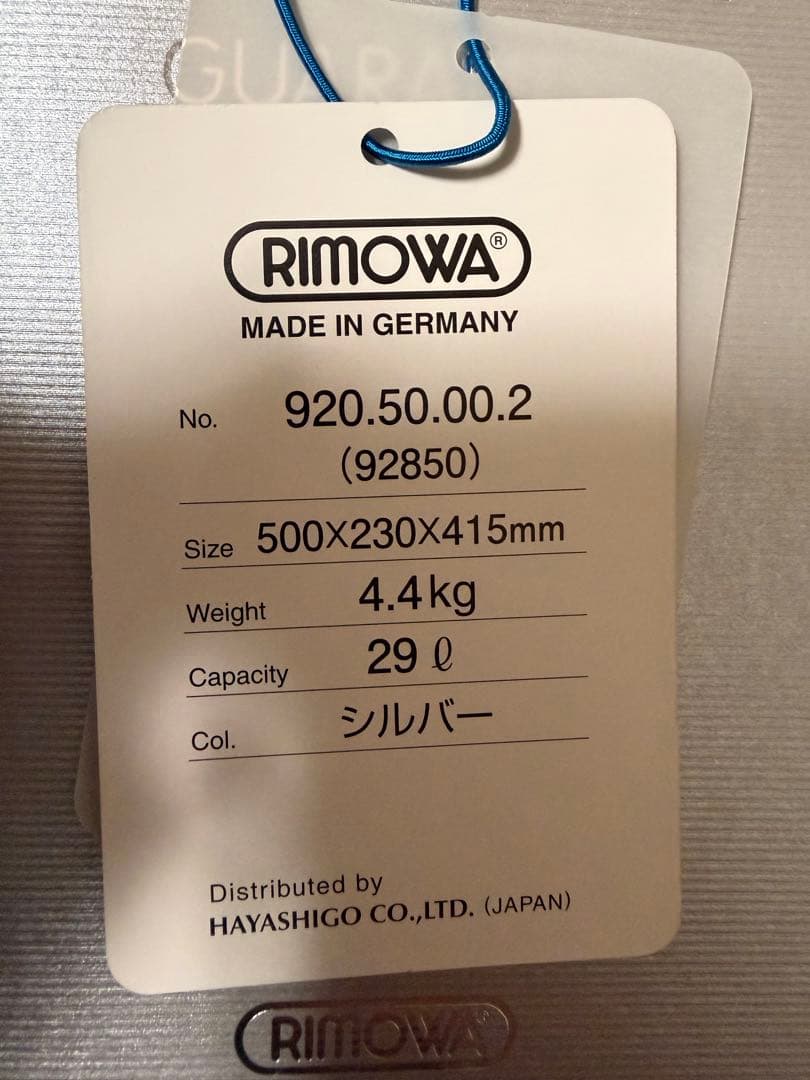 GUARA
RIMOWA®
MADE IN GERMANY
No. 920.50.00.2
(92850)
Size 500X230X415mm
Weight 4.4kg
Capacity 29 ℓ
Col. シルバー
Distributed by
HAYASHIGO CO.,LTD. (JAPAN)
RIMOWA®